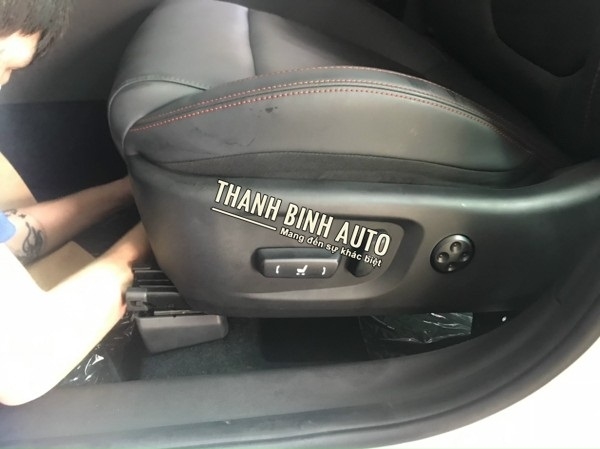 THANH BINH AUTO
Mang đến sự khác biệt